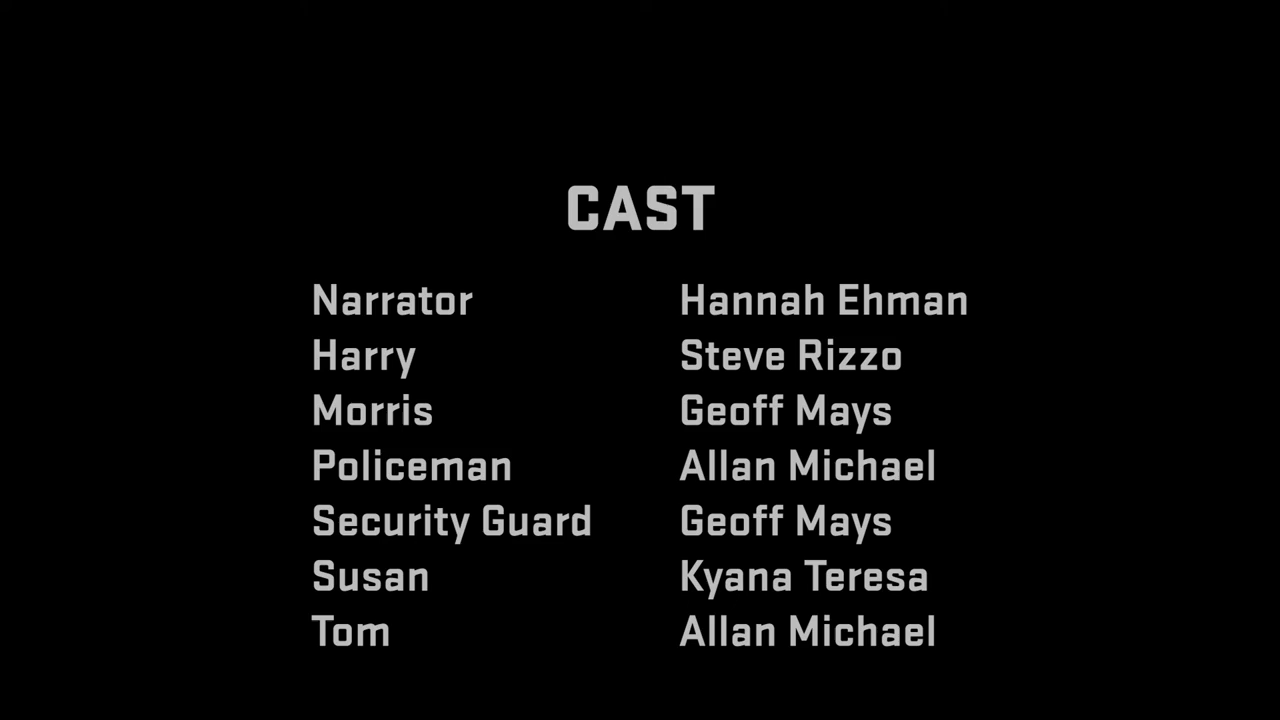 CAST
Narrator Hannah Ehman
Harry Steve Rizzo
Morris Geoff Mays
Policeman Allan Michael
Security Guard Geoff Mays
Susan Kyana Teresa
Tom Allan Michael